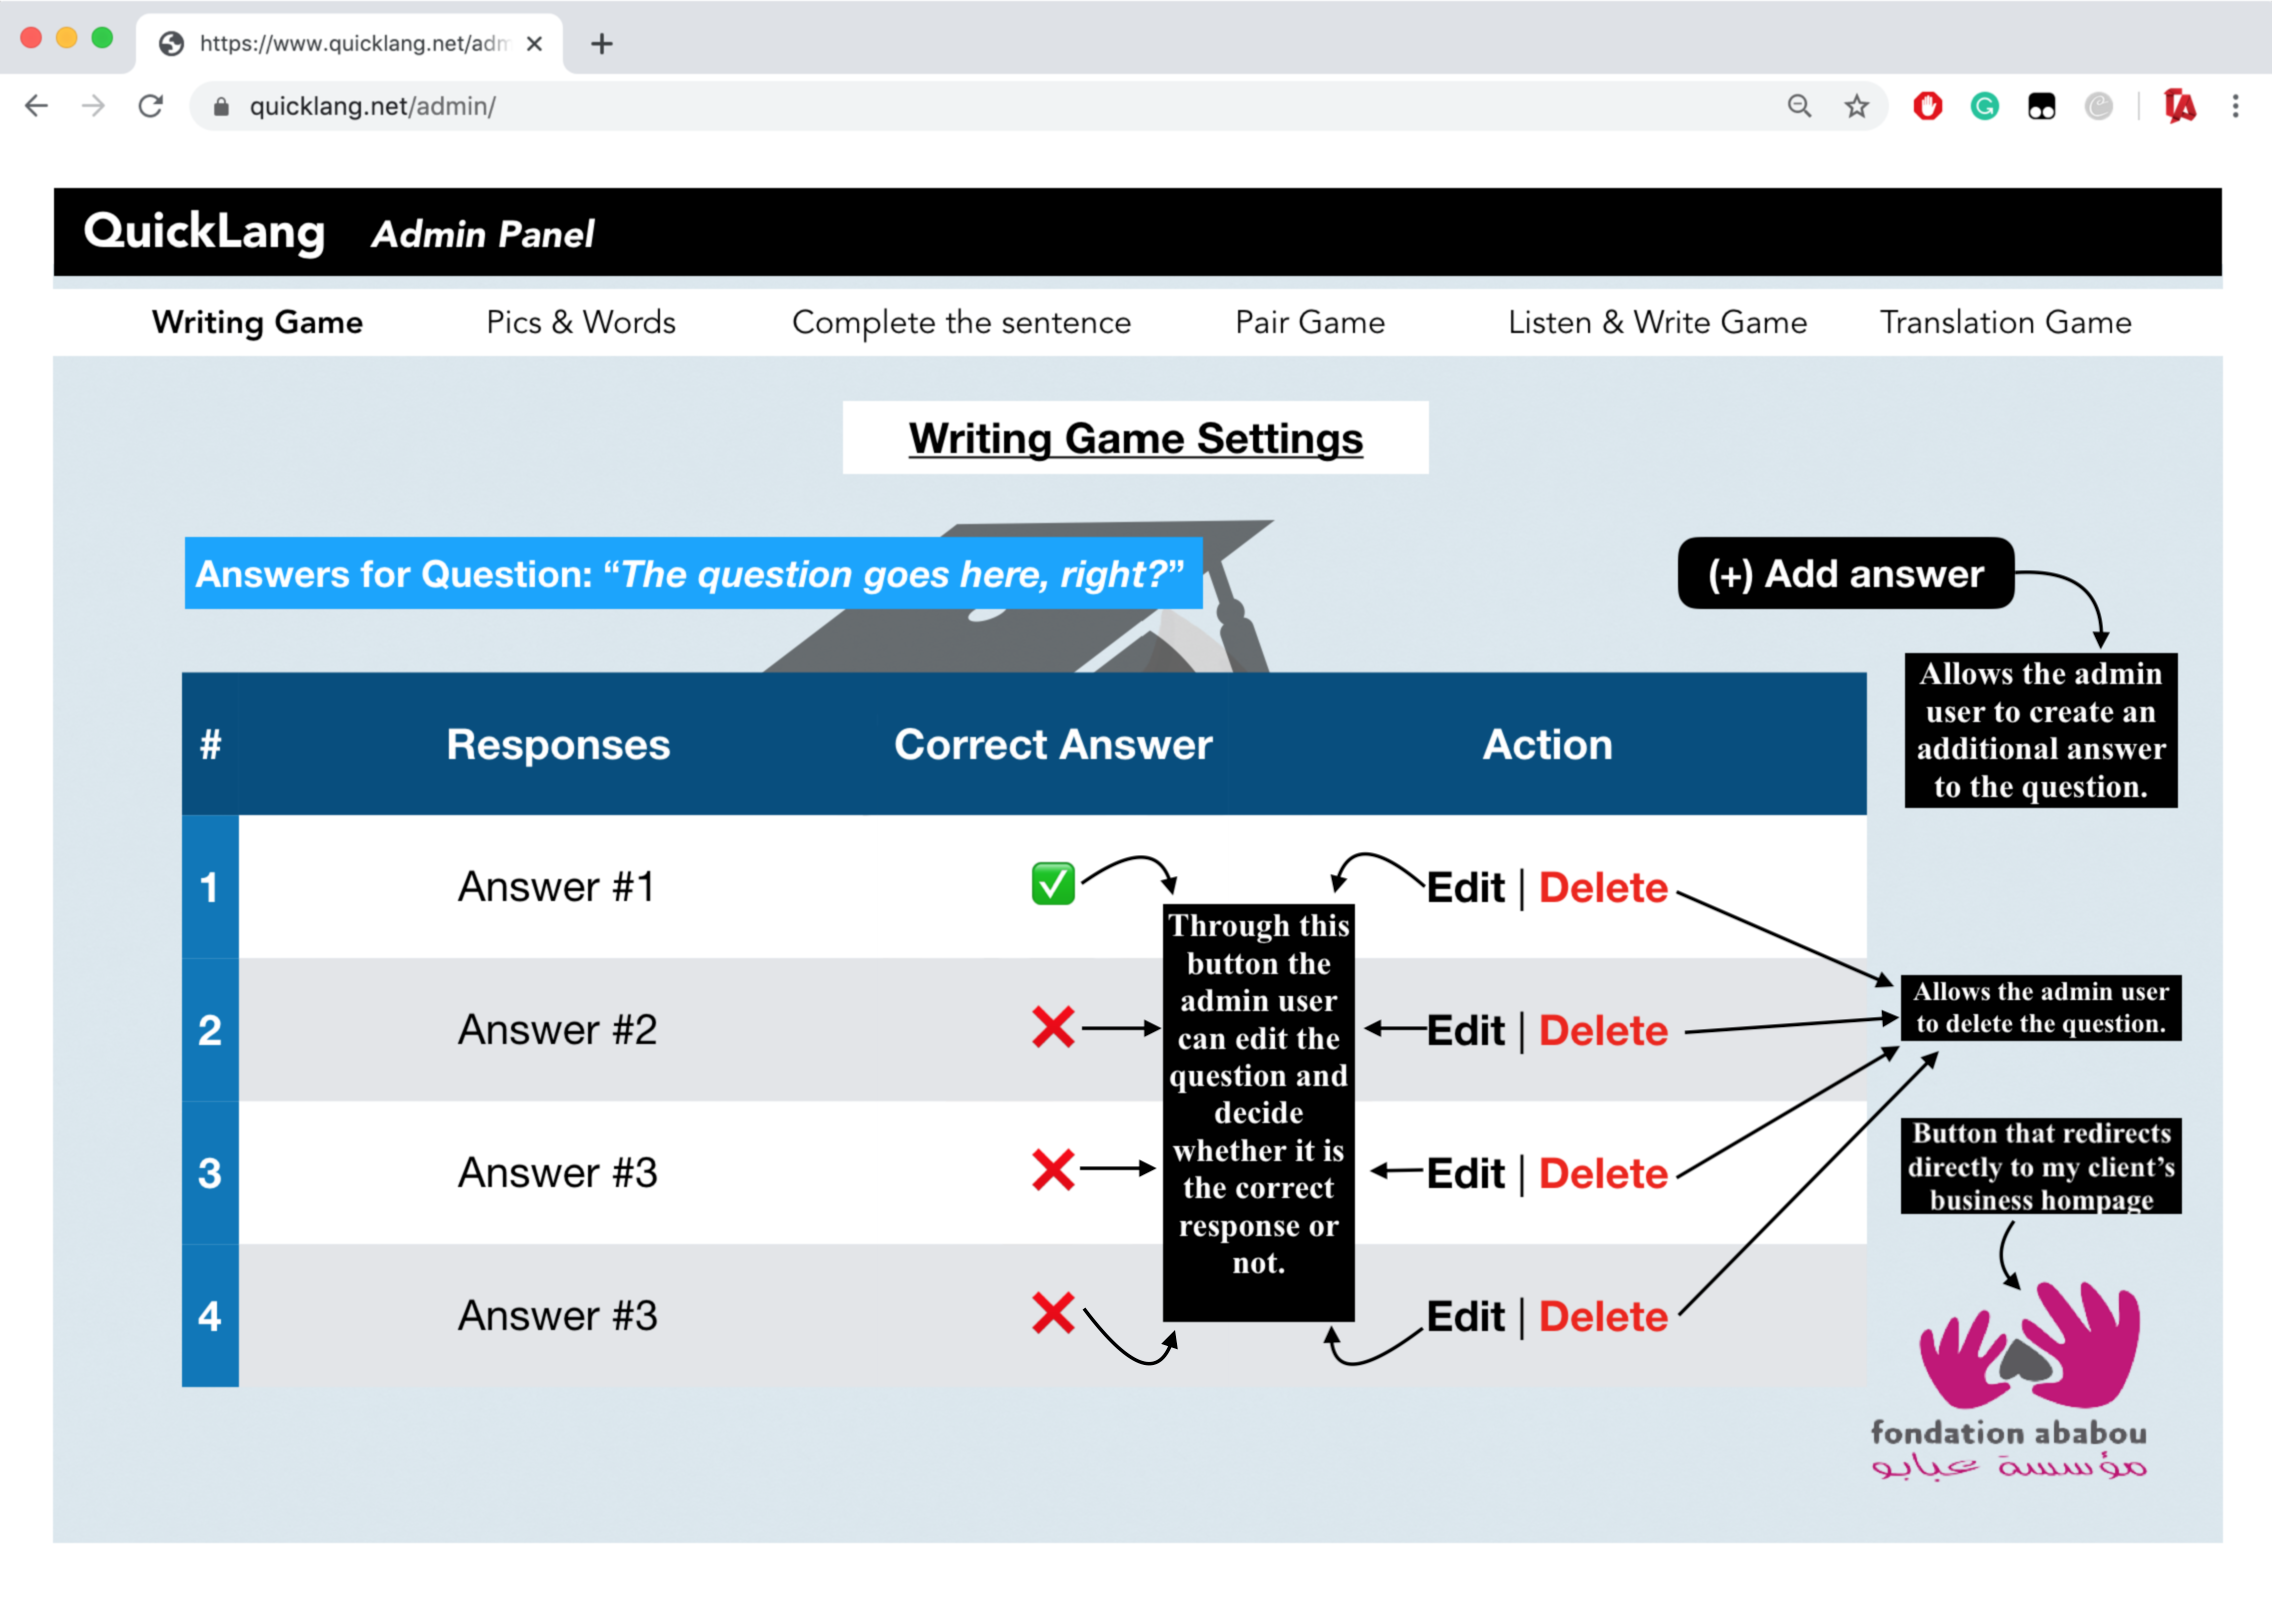 https://www.quicklang.net/adm
quicklang.net/admin/
QuickLang Admin Panel
Writing Game Pics & Words Complete the sentence Pair Game Listen & Write Game Translation Game
Writing Game Settings
Answers for Question: “The question goes here, right?”
(+) Add answer
Allows the admin
user to create an
additional answer
to the question.
# Responses Correct Answer Action
1 Answer #1 ✅ Edit | Delete
2 Answer #2 ❌ Edit | Delete
3 Answer #3 ❌ Edit | Delete
4 Answer #3 ❌ Edit | Delete
Through this
button the
admin user
can edit the
question and
decide
whether it is
the correct
response or
not.
Allows the admin user
to delete the question.
Button that redirects
directly to my client’s
business hompage
fondation ababou
مؤسسة عبابو